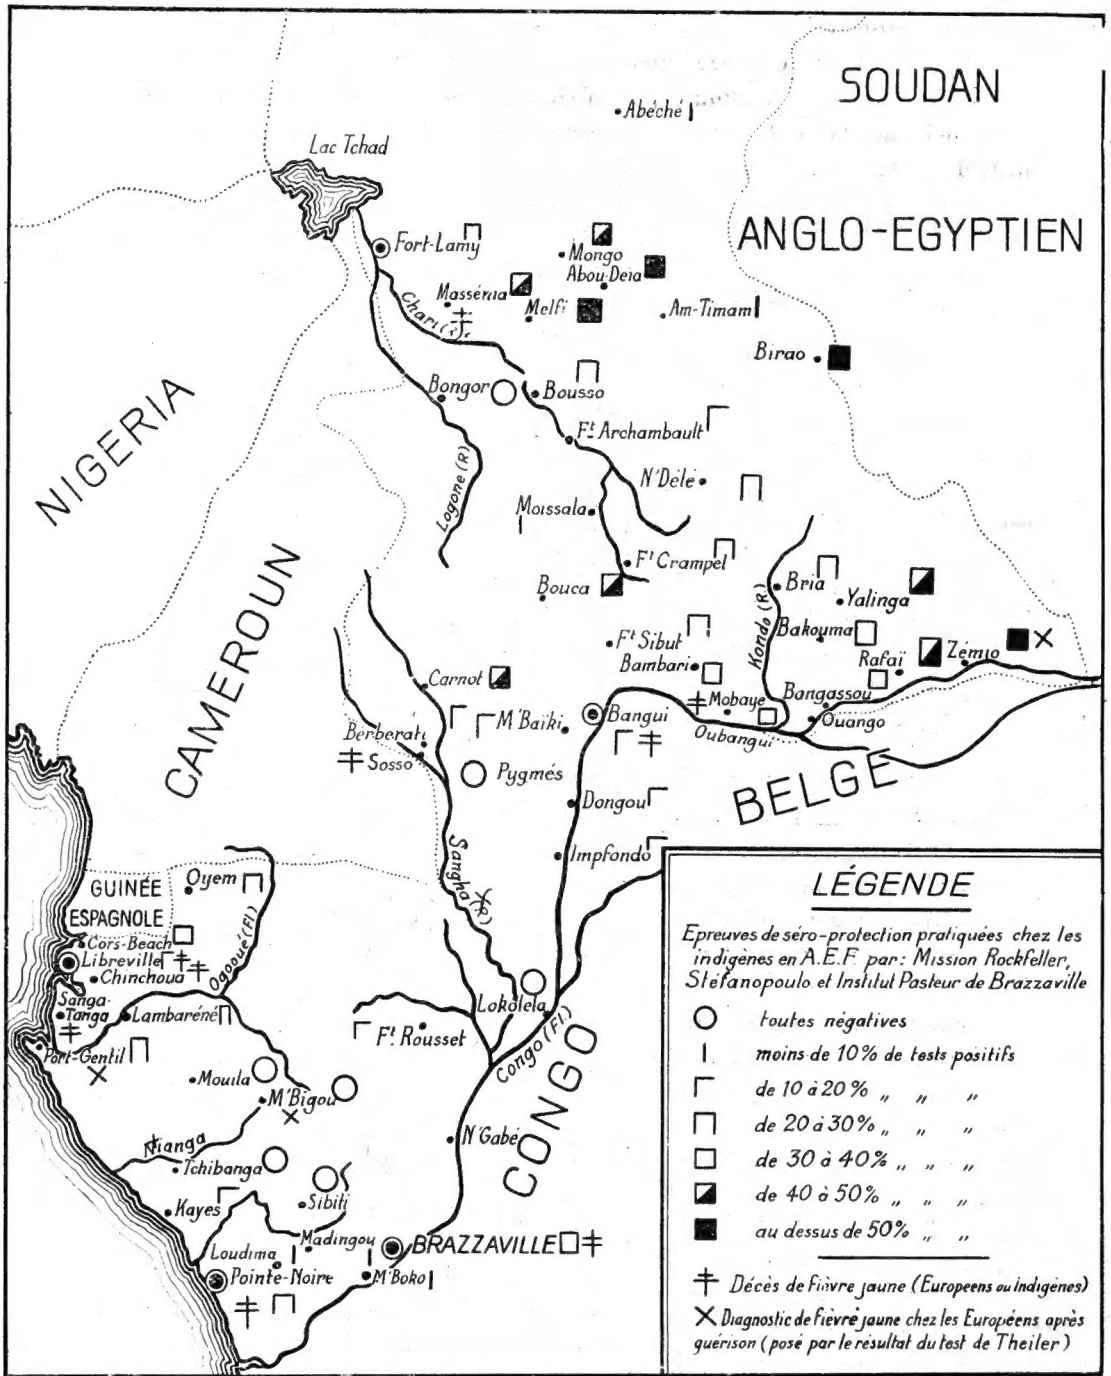 SOUDAN
ANGLO-EGYPTIEN
Abéché
Lac Tchad
Fort-Lamy
Mongo
Abou-Deia
Massénia
Melfi
Am-Timam
Chari (R)
Birao
Bongor
Bousso
NIGERIA
Ft Archambault
N'Délé
Logone (R)
Moissala
Ft Crampel
Bouca
Bria
Yalinga
Kondo (R.)
Bakouma
Ft Sibut
Bambari
Rafaï
Zémio
CAMEROUN
Carnot
Mobaye
Bangassou
M'Baïki
Bangui
Ouango
Oubangui
Berberati
Sosso
Pygmés
BELGE
Dongou
Impfondo
Sangha (R)
GUINÉE
ESPAGNOLE
Oyem
Cors-Beach
Libreville
Chinchoua
Ogooué (Fl.)
Sanga-
Tanga
Lambaréné
Port-Gentil
Ft Rousset
Lokolela
Congo (Fl.)
CONGO
Mouila
M'Bigou
Nianga
N'Gabé
Tchibanga
Kayes
Sibiti
Loudima
Madingou
BRAZZAVILLE
Pointe-Noire
M'Boko
LÉGENDE
Epreuves de séro-protection pratiquées chez les
indigènes en A.E.F. par: Mission Rockfeller,
Stéfanopoulo et Institut Pasteur de Brazzaville
toutes négatives
moins de 10% de tests positifs
de 10 à 20% „ „ „
de 20 à 30% „ „ „
de 30 à 40% „ „ „
de 40 à 50% „ „ „
au dessus de 50% „ „
Décès de fièvre jaune (Europeens ou Indigènes)
Diagnostic de fièvre jaune chez les Européens après
guérison (posé par le résultat du test de Theiler)